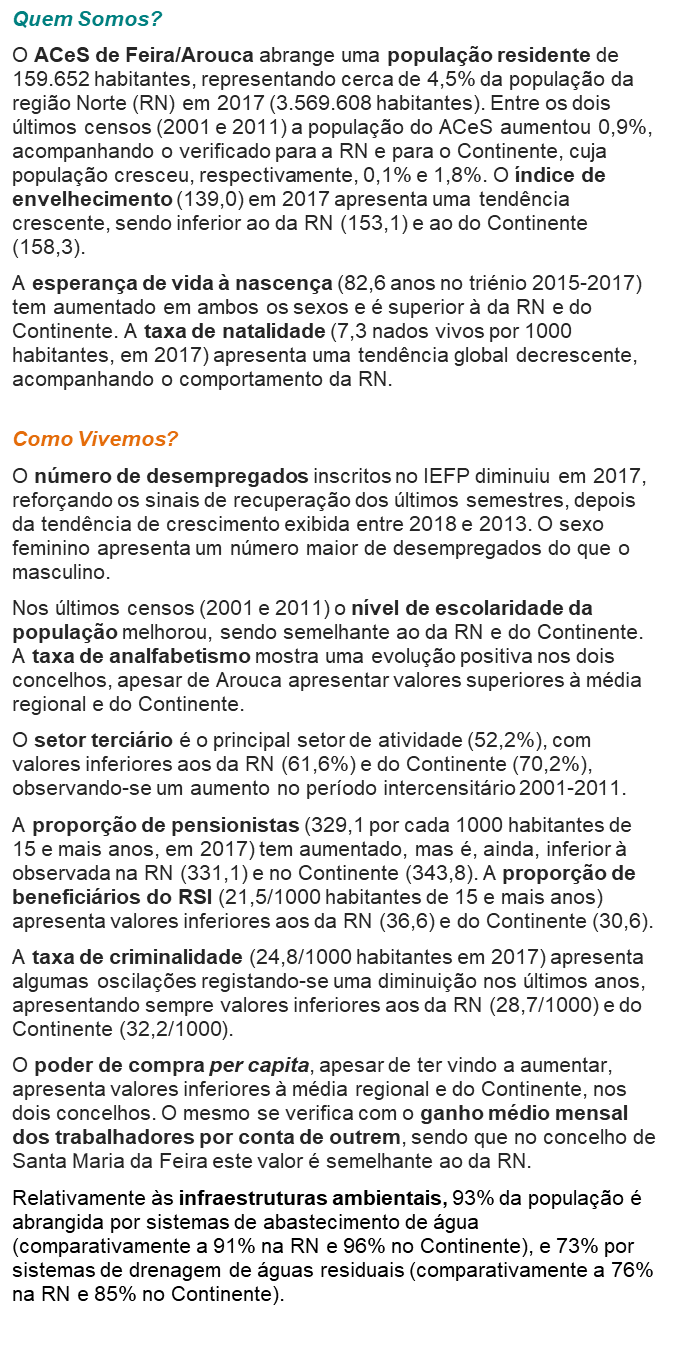 Quem Somos?
O ACeS de Feira/Arouca abrange uma população residente de
159.652 habitantes, representando cerca de 4,5% da população da
região Norte (RN) em 2017 (3.569.608 habitantes). Entre os dois
últimos censos (2001 e 2011) a população do ACeS aumentou 0,9%,
acompanhando o verificado para a RN e para o Continente, cuja
população cresceu, respectivamente, 0,1% e 1,8%. O índice de
envelhecimento (139,0) em 2017 apresenta uma tendência
crescente, sendo inferior ao da RN (153,1) e ao do Continente
(158,3).
A esperança de vida à nascença (82,6 anos no triénio 2015-2017)
tem aumentado em ambos os sexos e é superior à da RN e do
Continente. A taxa de natalidade (7,3 nados vivos por 1000
habitantes, em 2017) apresenta uma tendência global decrescente,
acompanhando o comportamento da RN.
Como Vivemos?
O número de desempregados inscritos no IEFP diminuiu em 2017,
reforçando os sinais de recuperação dos últimos semestres, depois
da tendência de crescimento exibida entre 2018 e 2013. O sexo
feminino apresenta um número maior de desempregados do que o
masculino.
Nos últimos censos (2001 e 2011) o nível de escolaridade da
população melhorou, sendo semelhante ao da RN e do Continente.
A taxa de analfabetismo mostra uma evolução positiva nos dois
concelhos, apesar de Arouca apresentar valores superiores à média
regional e do Continente.
O setor terciário é o principal setor de atividade (52,2%), com
valores inferiores aos da RN (61,6%) e do Continente (70,2%),
observando-se um aumento no período intercensitário 2001-2011.
A proporção de pensionistas (329,1 por cada 1000 habitantes de
15 e mais anos, em 2017) tem aumentado, mas é, ainda, inferior à
observada na RN (331,1) e no Continente (343,8). A proporção de
beneficiários do RSI (21,5/1000 habitantes de 15 e mais anos)
apresenta valores inferiores aos da RN (36,6) e do Continente (30,6).
A taxa de criminalidade (24,8/1000 habitantes em 2017) apresenta
algumas oscilações registando-se uma diminuição nos últimos anos,
apresentando sempre valores inferiores aos da RN (28,7/1000) e do
Continente (32,2/1000).
O poder de compra per capita, apesar de ter vindo a aumentar,
apresenta valores inferiores à média regional e do Continente, nos
dois concelhos. O mesmo se verifica com o ganho médio mensal
dos trabalhadores por conta de outrem, sendo que no concelho de
Santa Maria da Feira este valor é semelhante ao da RN.
Relativamente às infraestruturas ambientais, 93% da população é
abrangida por sistemas de abastecimento de água
(comparativamente a 91% na RN e 96% no Continente), e 73% por
sistemas de drenagem de águas residuais (comparativamente a 76%
na RN e 85% no Continente).